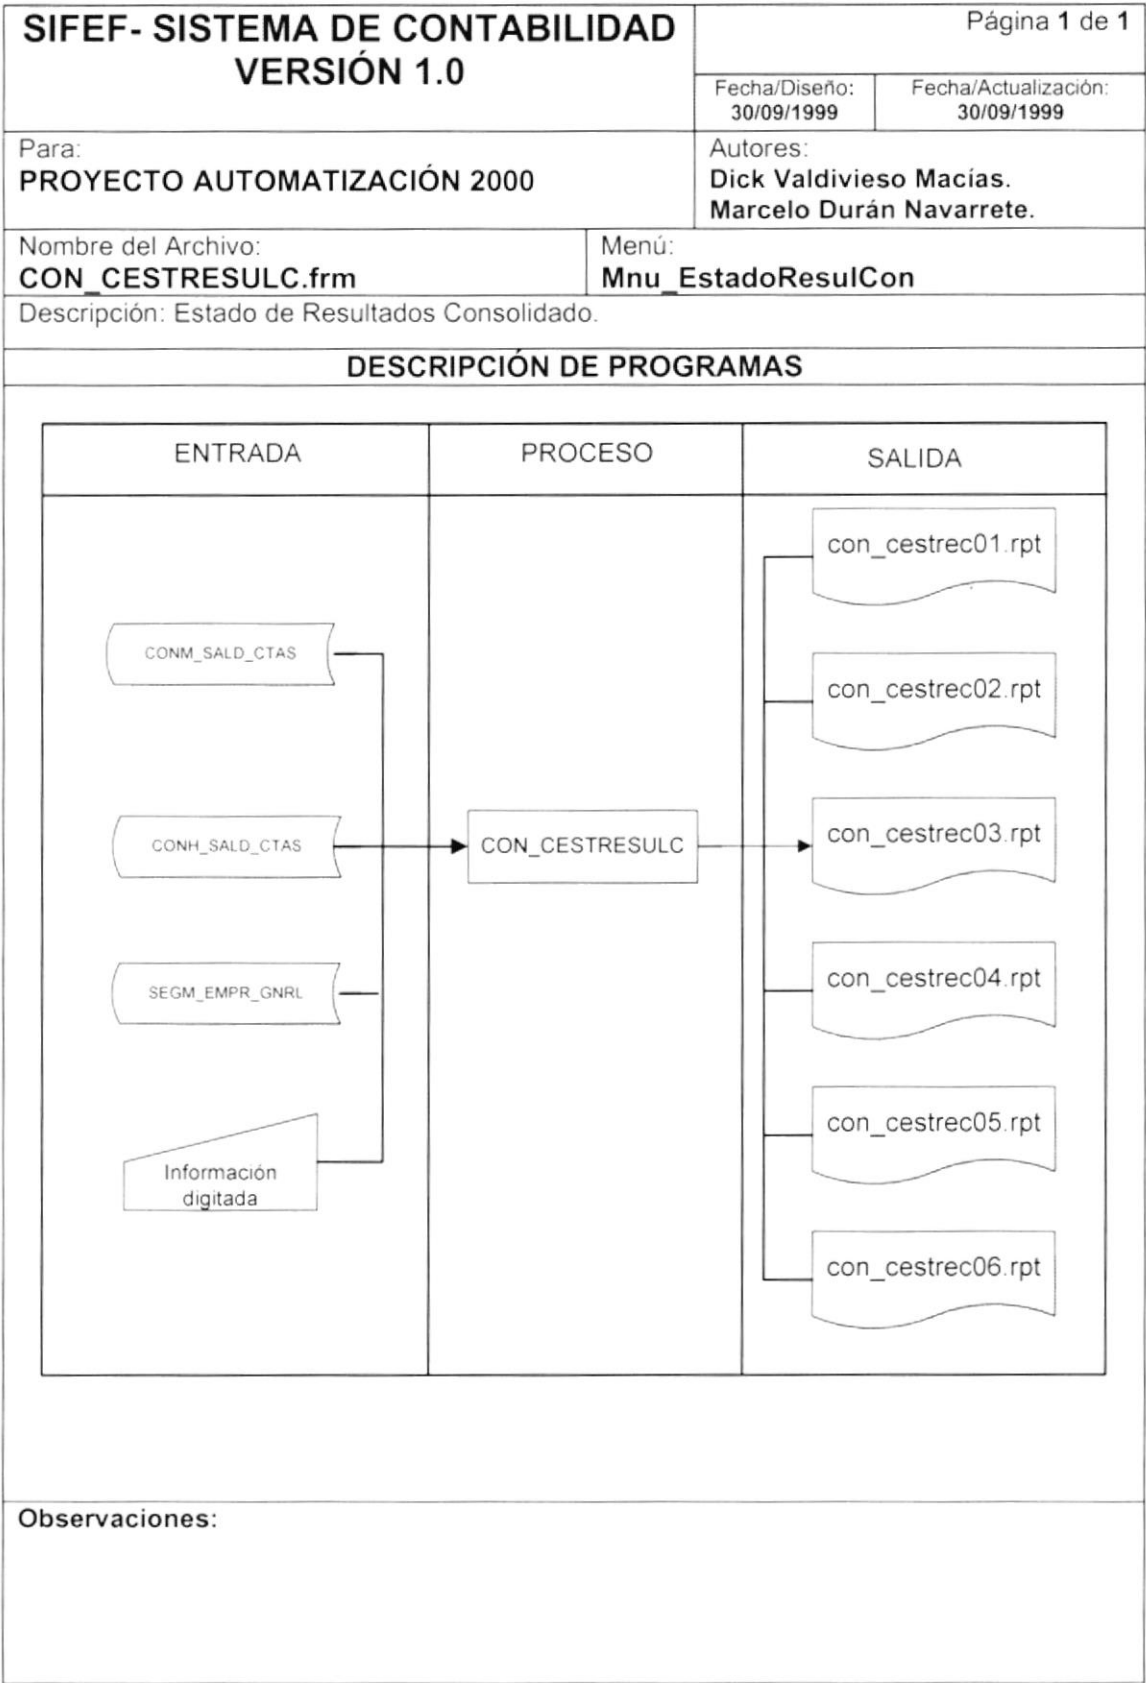 SIFEF- SISTEMA DE CONTABILIDAD
VERSIÓN 1.0
Página 1 de 1
Fecha/Diseño:
30/09/1999
Fecha/Actualización:
30/09/1999
Para:
PROYECTO AUTOMATIZACIÓN 2000
Autores:
Dick Valdivieso Macías.
Marcelo Durán Navarrete.
Nombre del Archivo:
CON_CESTRESULC.frm
Menú:
Mnu_EstadoResulCon
Descripción: Estado de Resultados Consolidado.
DESCRIPCIÓN DE PROGRAMAS
ENTRADA
PROCESO
SALIDA
CONM_SALD_CTAS
CONH_SALD_CTAS
SEGM_EMPR_GNRL
Información
digitada
CON_CESTRESULC
con_cestrec01.rpt
con_cestrec02.rpt
con_cestrec03.rpt
con_cestrec04.rpt
con_cestrec05.rpt
con_cestrec06.rpt
Observaciones: